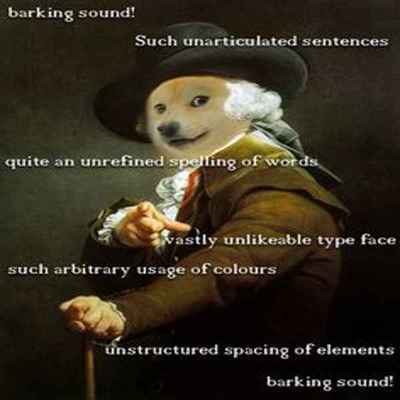 barking sound!
Such unarticulated sentences
quite an unrefined spelling of words
vastly unlikeable type face
such arbitrary usage of colours
unstructured spacing of elements
barking sound!